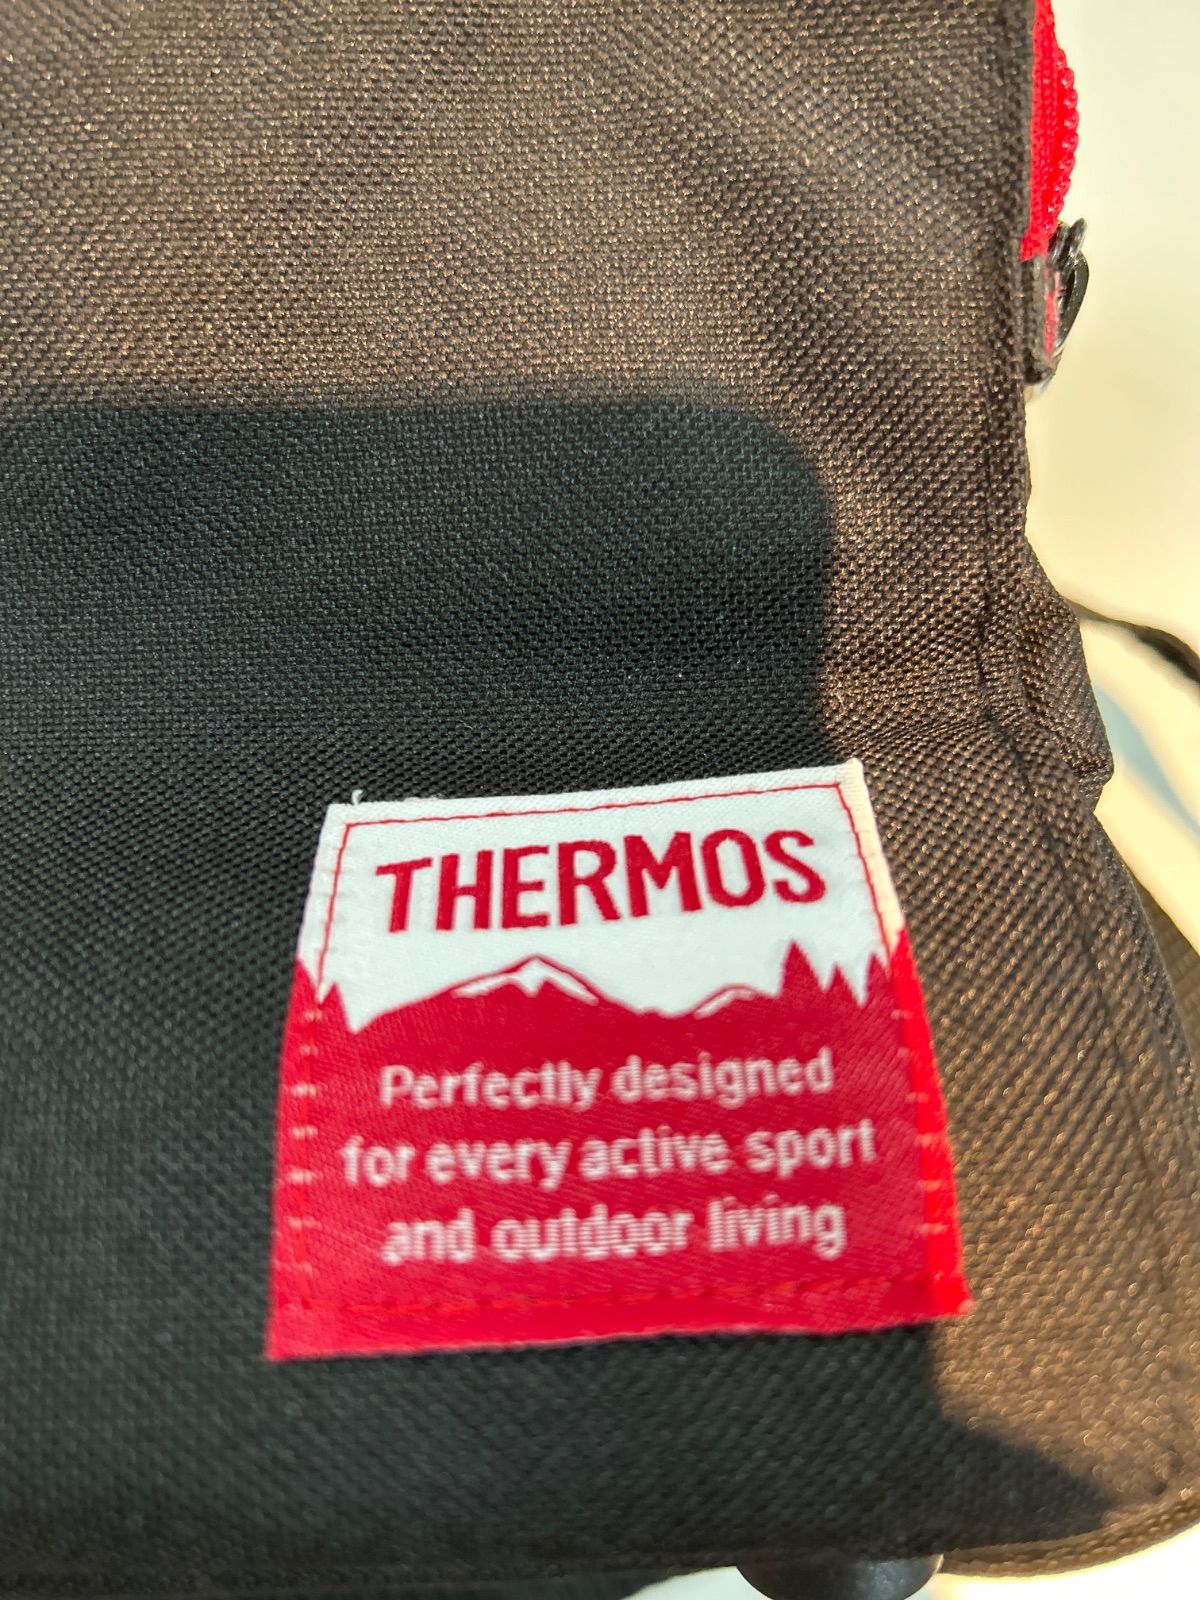 THERMOS
Perfectly designed
for every active sport
and outdoor living